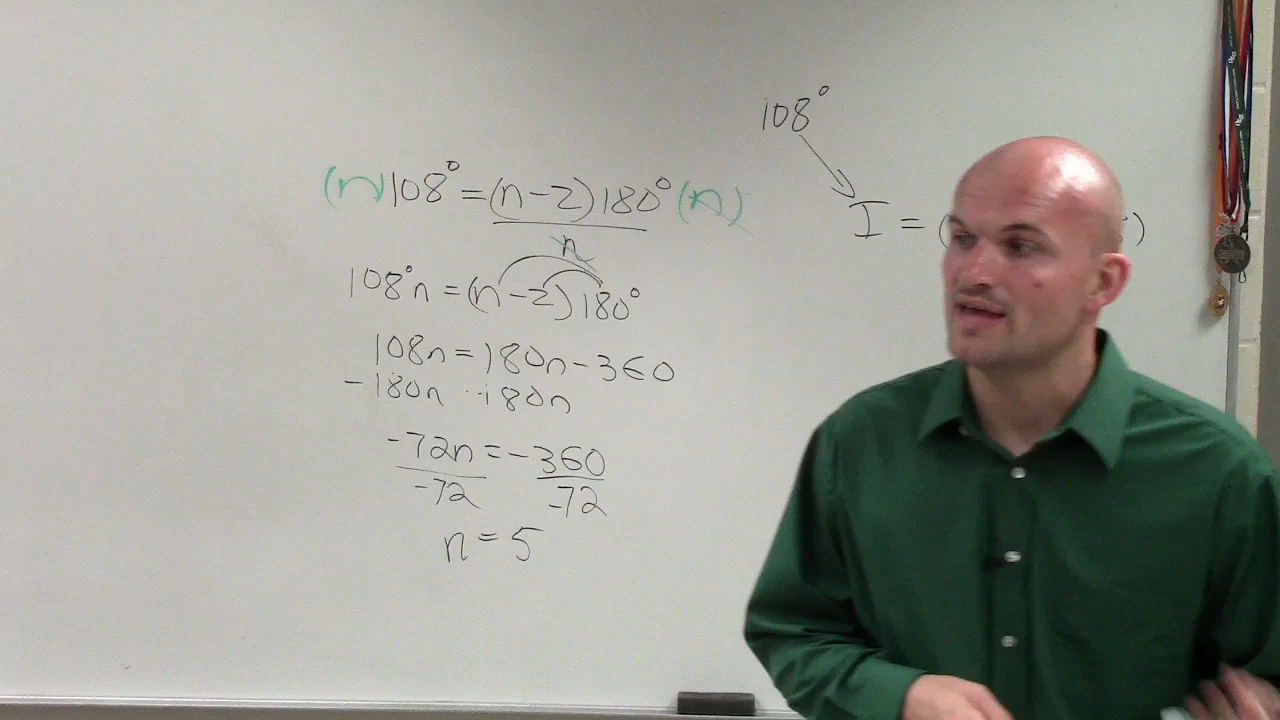 108°
(n)108° = (n-2)180°(n)
n
I = (
)
108°n = (n-2)180°
108n = 180n - 360
-180n -180n
-72n = -360
-72 -72
n = 5